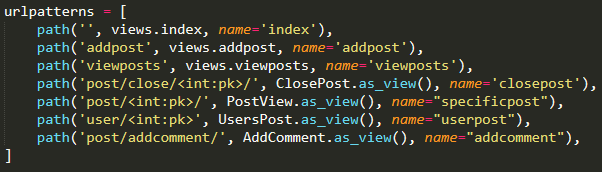 urlpatterns = [
    path('', views.index, name='index'),
    path('addpost', views.addpost, name='addpost'),
    path('viewposts', views.viewposts, name='viewposts'),
    path('post/close/<int:pk>/', ClosePost.as_view(), name='closepost'),
    path('post/<int:pk>/', PostView.as_view(), name="specificpost"),
    path('user/<int:pk>', UsersPost.as_view(), name="userpost"),
    path('post/addcomment/', AddComment.as_view(), name="addcomment"),
]